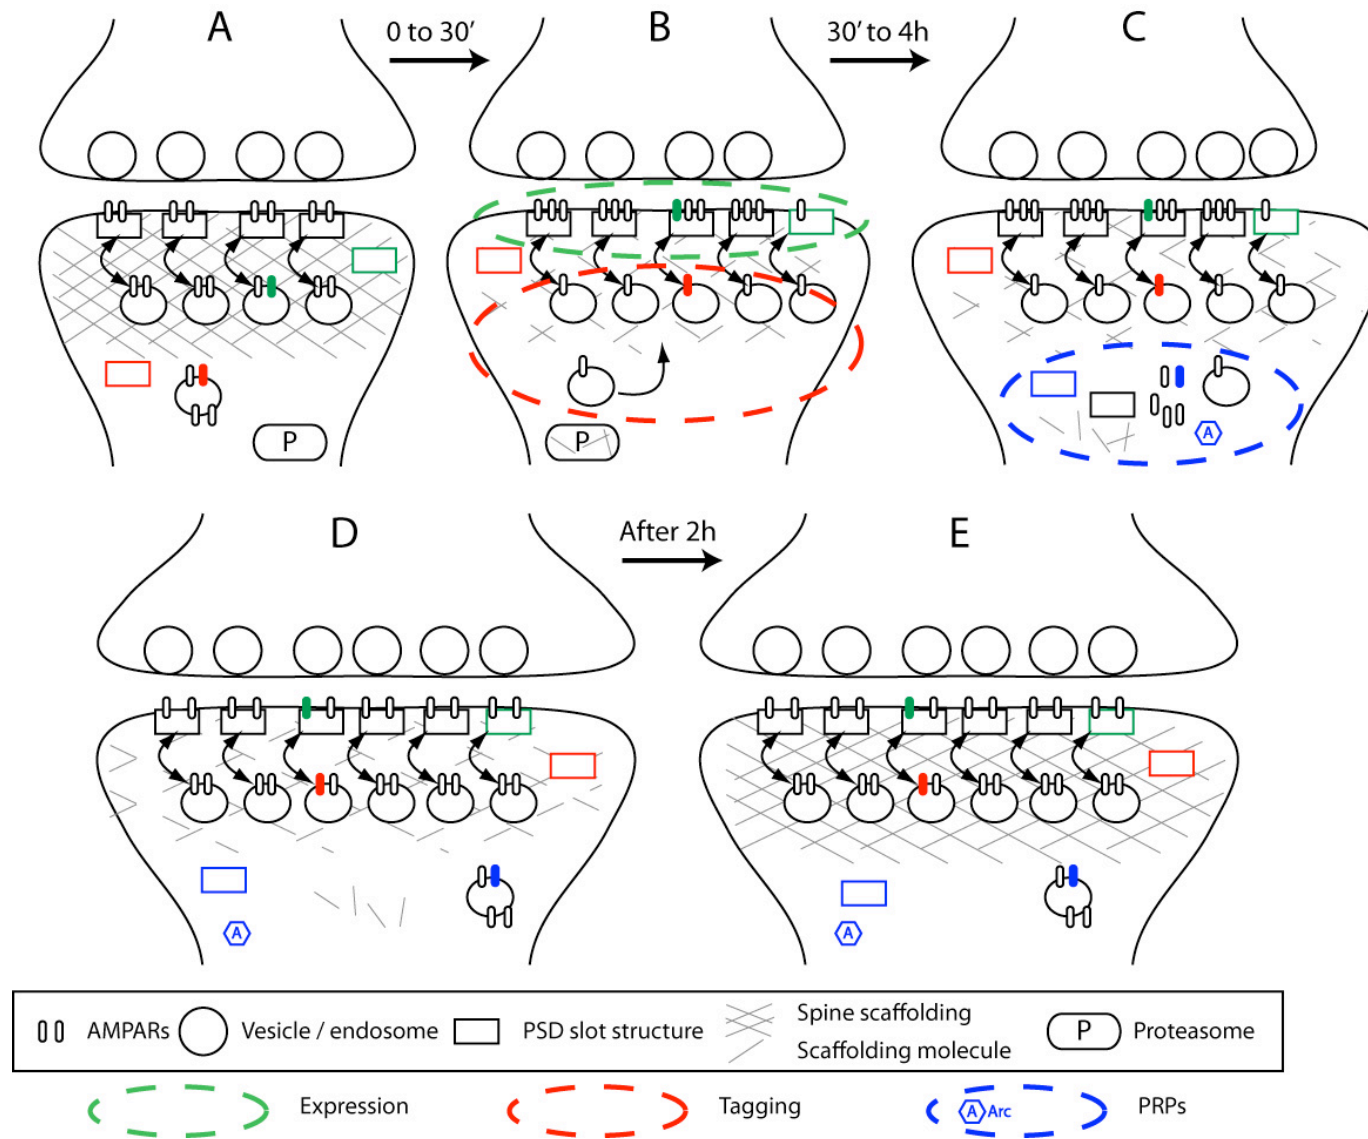 A
0 to 30'
B
30' to 4h
C
P
P
A
D
After 2h
E
A
A
AMPARs
Vesicle / endosome
PSD slot structure
Spine scaffolding
Scaffolding molecule
P
Proteasome
Expression
Tagging
A Arc
PRPs